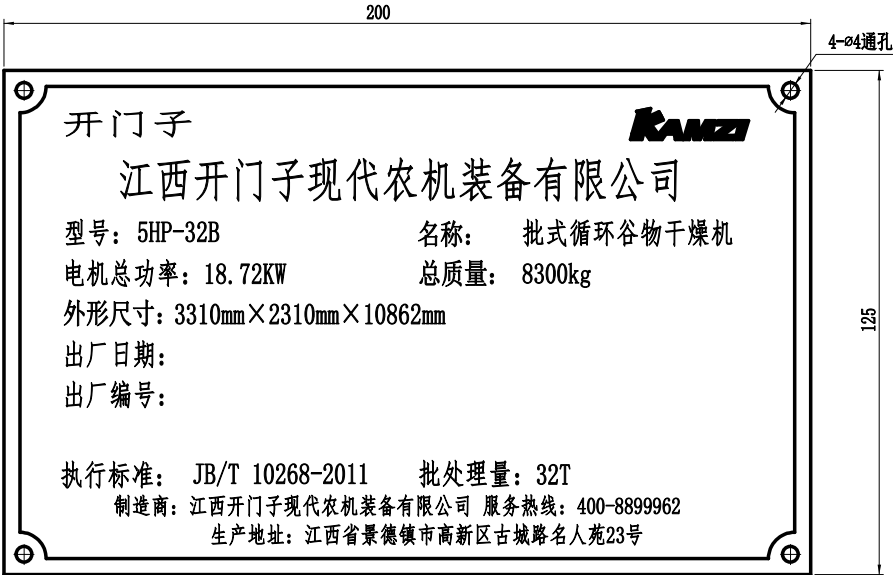 200
4-⌀4通孔
开门子 KAMZI
江西开门子现代农机装备有限公司
型号：5HP-32B 名称： 批式循环谷物干燥机
电机总功率：18.72KW 总质量： 8300kg
外形尺寸：3310mm×2310mm×10862mm
125
出厂日期：
出厂编号：
执行标准： JB/T 10268-2011 批处理量：32T
制造商：江西开门子现代农机装备有限公司 服务热线：400-8899962
生产地址：江西省景德镇市高新区古城路名人苑23号